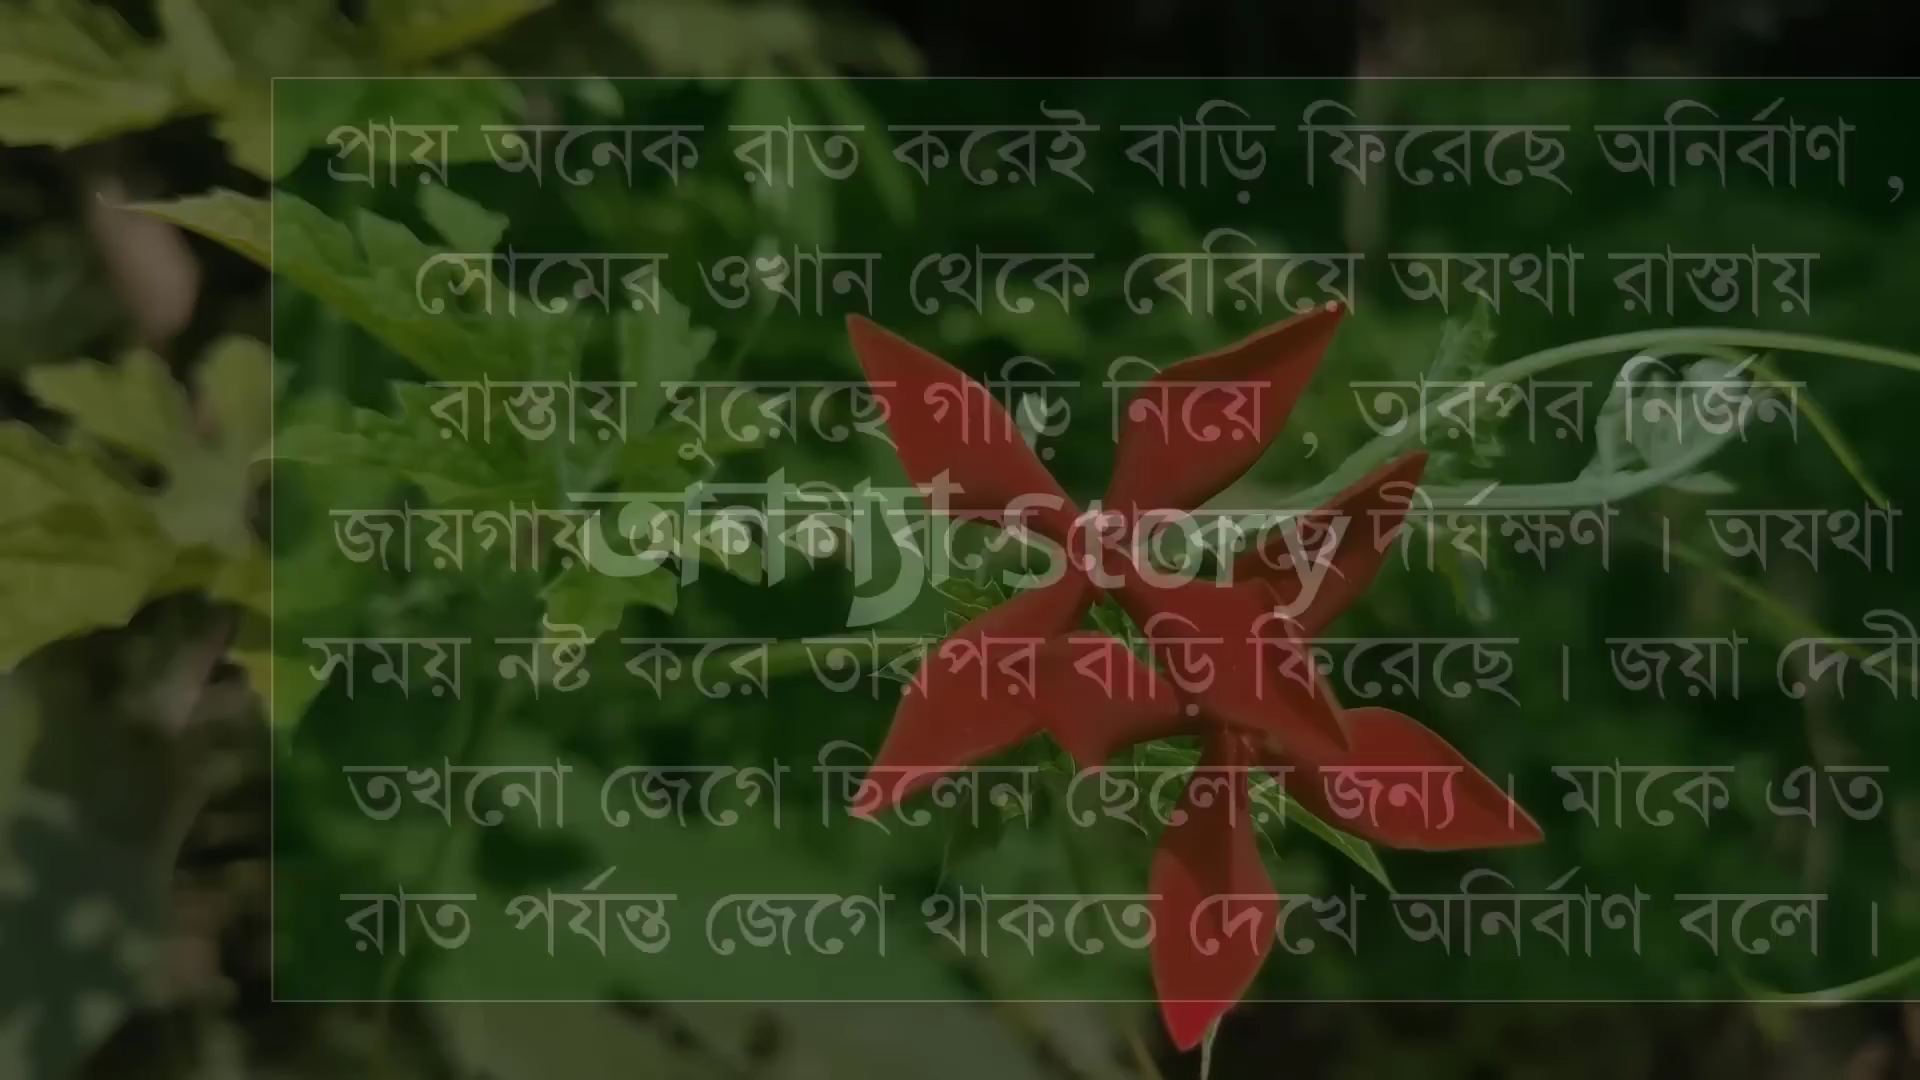 প্রায় অনেক রাত করেই বাড়ি ফিরেছে অনির্বাণ ,
সোমের ওখান থেকে বেরিয়ে অযথা রাস্তায়
রাস্তায় ঘুরেছে গাড়ি নিয়ে , তারপর নির্জন
জায়গায় একাকী বসে থেকেছে দীর্ঘক্ষণ । অযথা
অনন্যা Story
সময় নষ্ট করে তারপর বাড়ি ফিরেছে । জয়া দেবী
তখনো জেগে ছিলেন ছেলের জন্য । মাকে এত
রাত পর্যন্ত জেগে থাকতে দেখে অনির্বাণ বলে ।